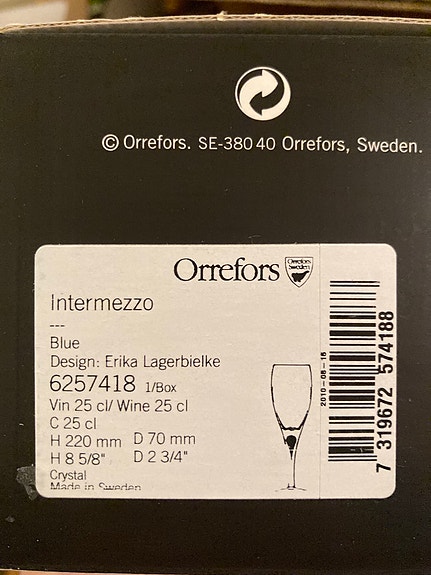 © Orrefors. SE-380 40 Orrefors, Sweden.
Orrefors
Orrefors
Sweden
Intermezzo
---
Blue
Design: Erika Lagerbielke
6257418 1/Box
Vin 25 cl/ Wine 25 cl
C 25 cl
H 220 mm D 70 mm
H 8 5/8" D 2 3/4"
Crystal
Made in Sweden
2010-08-16
7 319672 574188